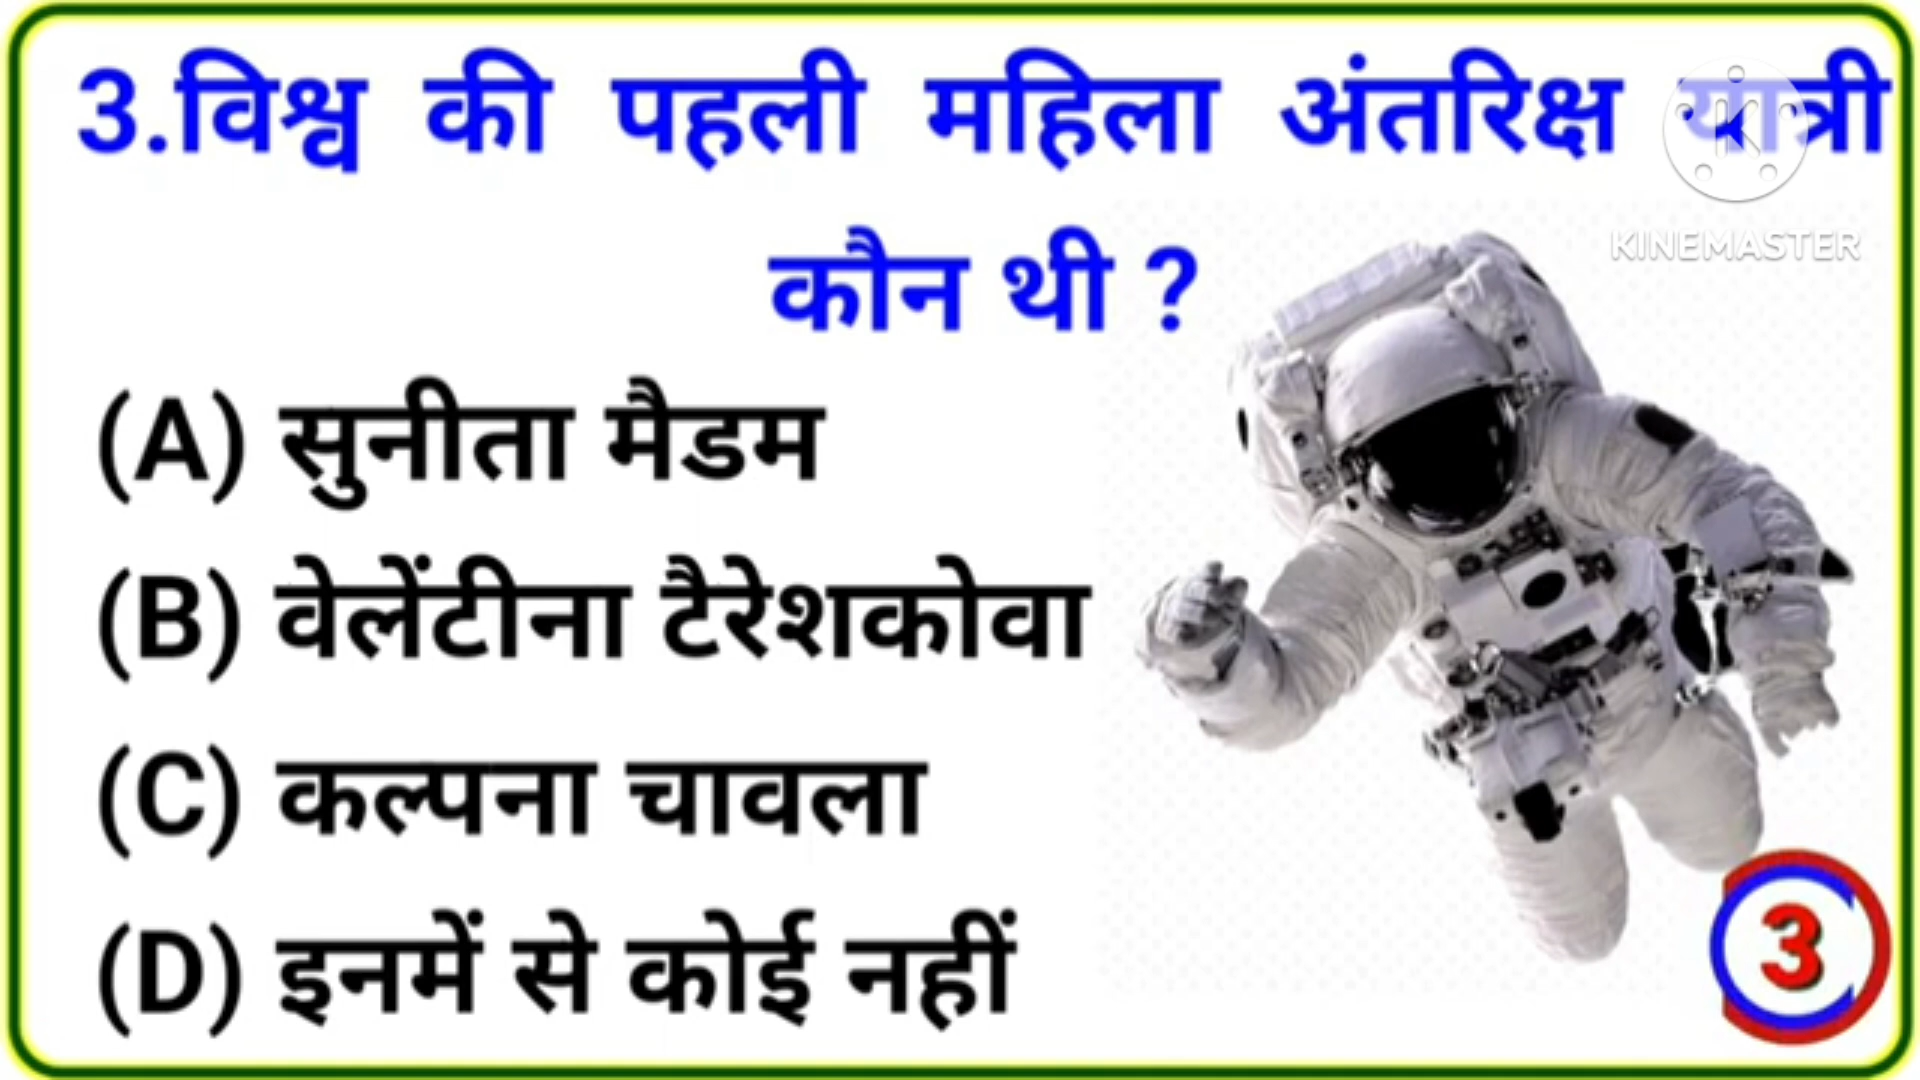 3.विश्व की पहली महिला अंतरिक्ष यात्री
कौन थी ?
(A) सुनीता मैडम
(B) वेलेंटीना टैरेशकोवा
(C) कल्पना चावला
(D) इनमें से कोई नहीं
K
KINEMASTER
3